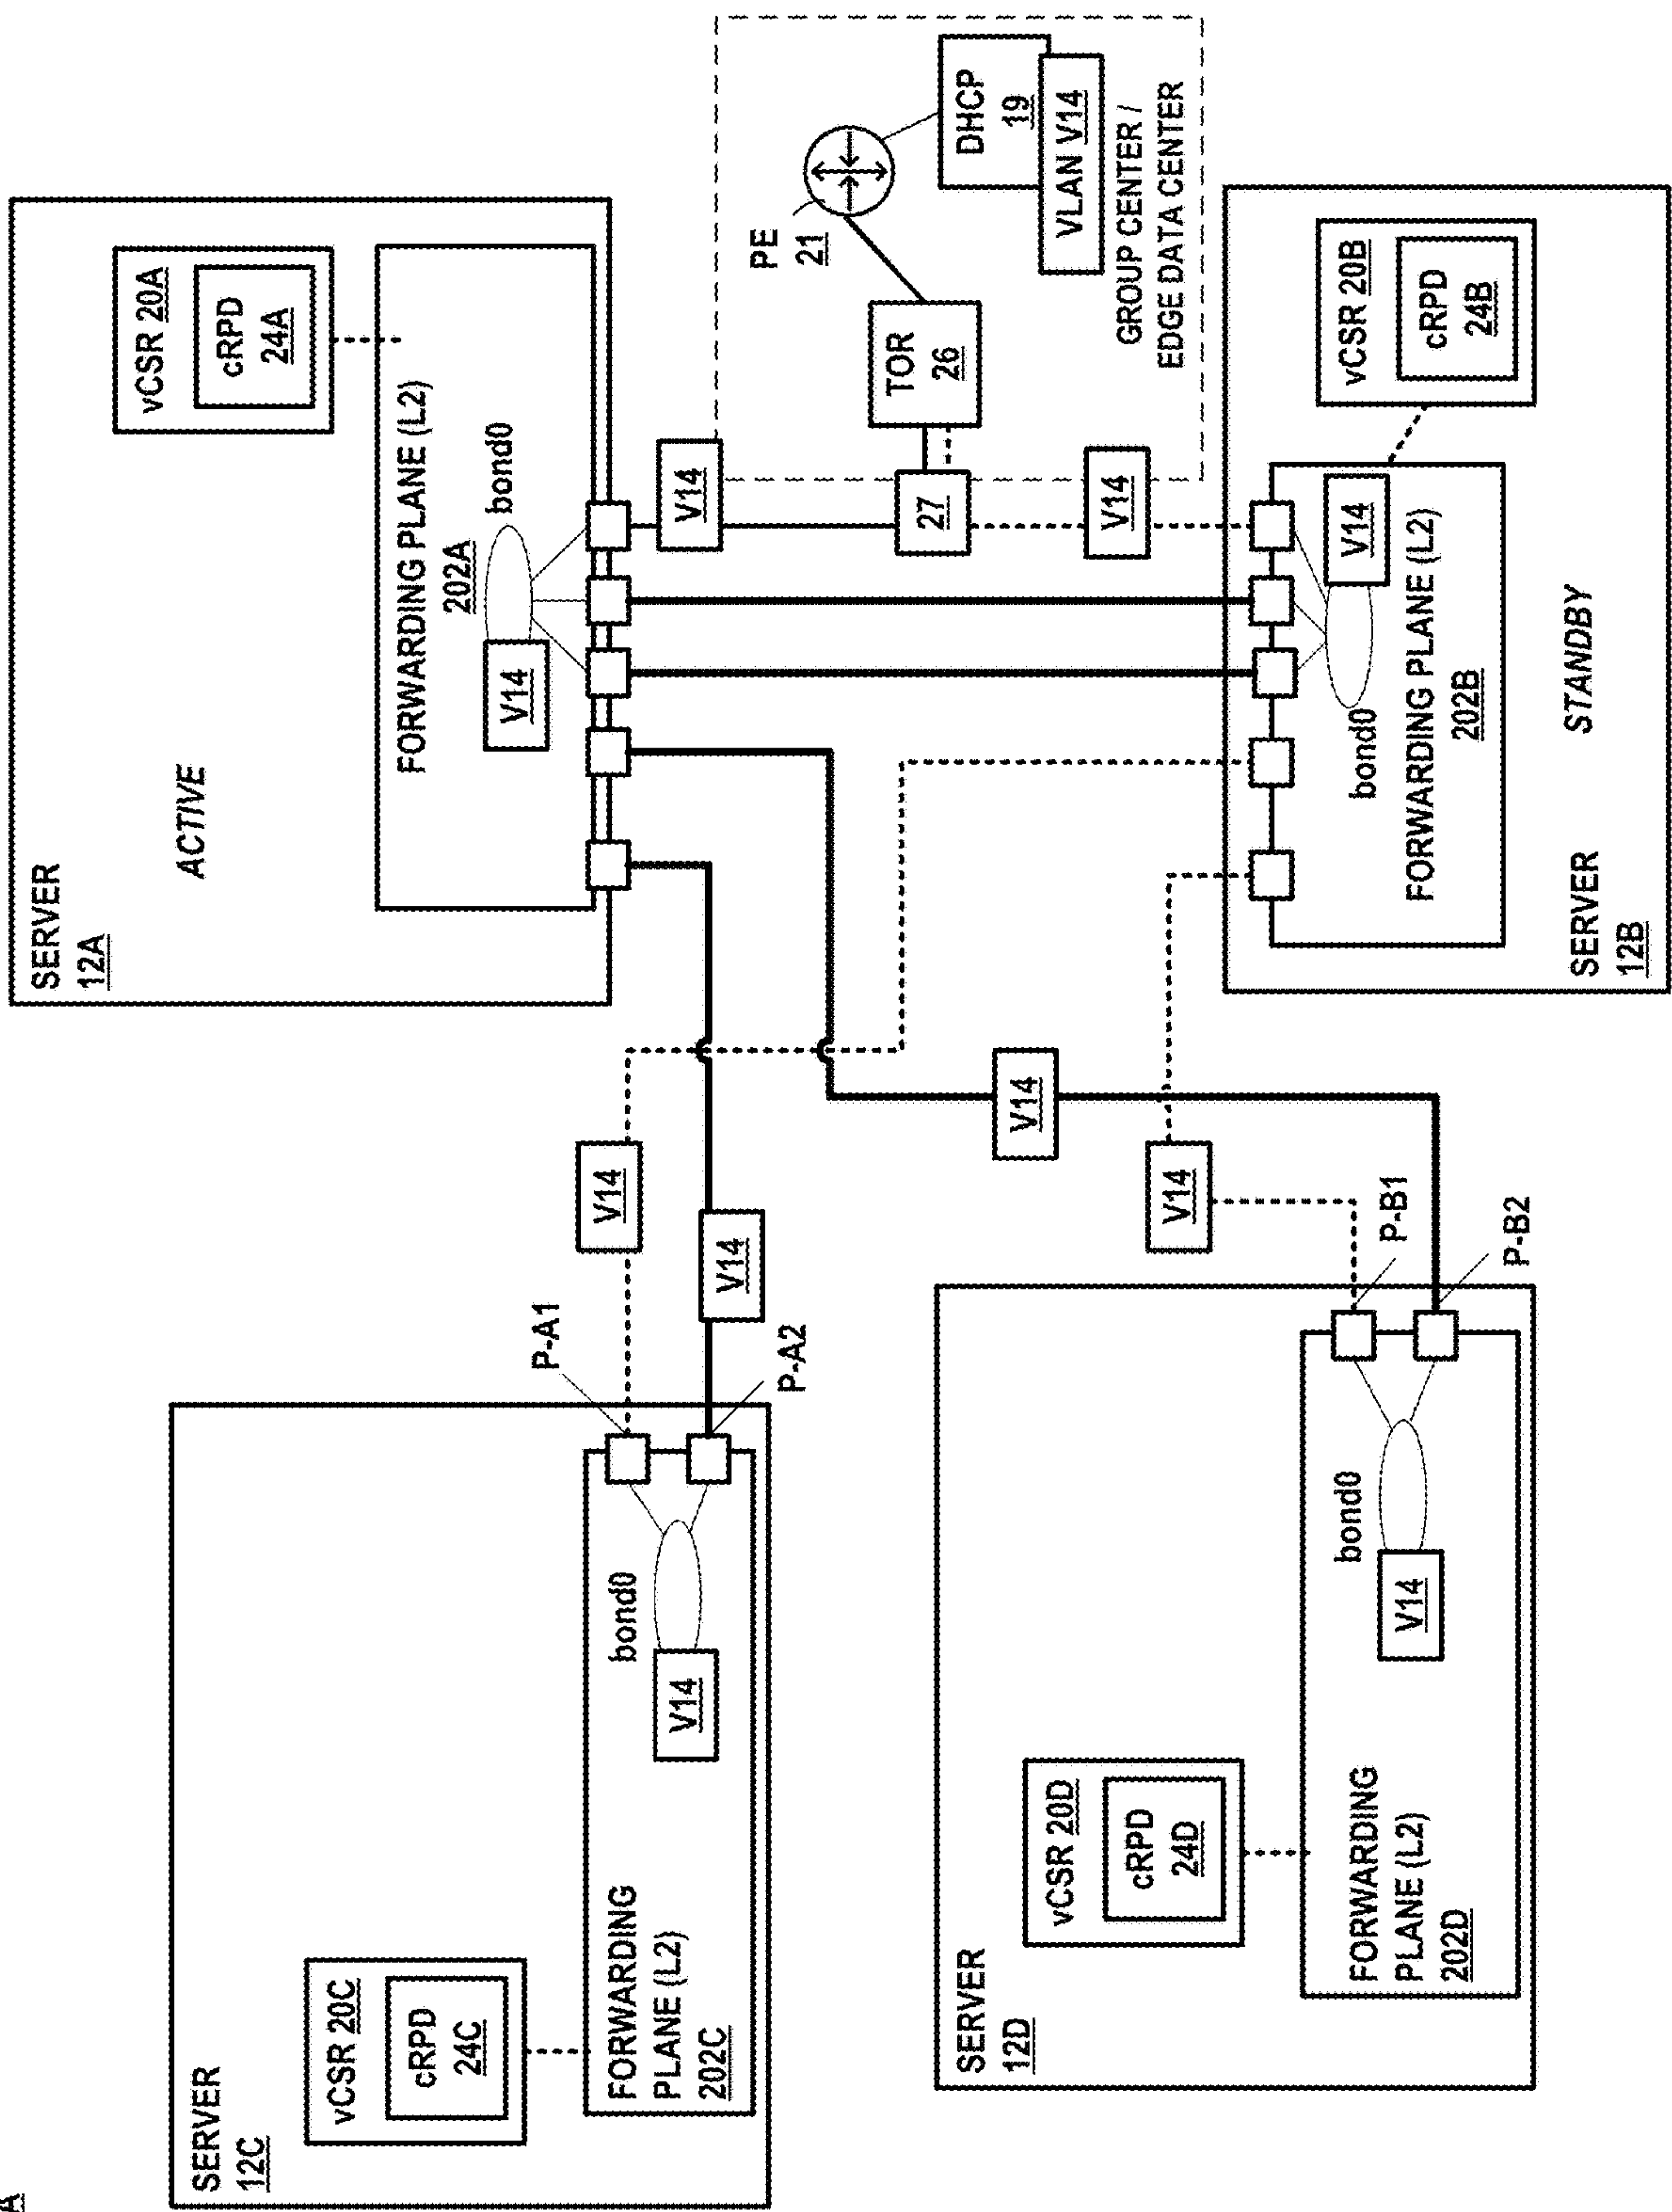 A
SERVER
12C
vCSR 20C
cRPD
24C
FORWARDING
PLANE (L2)
202C
bond0
V14
P-A1
P-A2
V14
V14
SERVER
12A
ACTIVE
vCSR 20A
cRPD
24A
FORWARDING PLANE (L2)
202A
bond0
V14
V14
27
V14
TOR
26
PE
21
DHCP
19
VLAN V14
GROUP CENTER /
EDGE DATA CENTER
SERVER
12D
vCSR 20D
cRPD
24D
FORWARDING
PLANE (L2)
202D
bond0
V14
P-B1
P-B2
V14
V14
SERVER
12B
STANDBY
vCSR 20B
cRPD
24B
FORWARDING PLANE (L2)
202B
bond0
V14